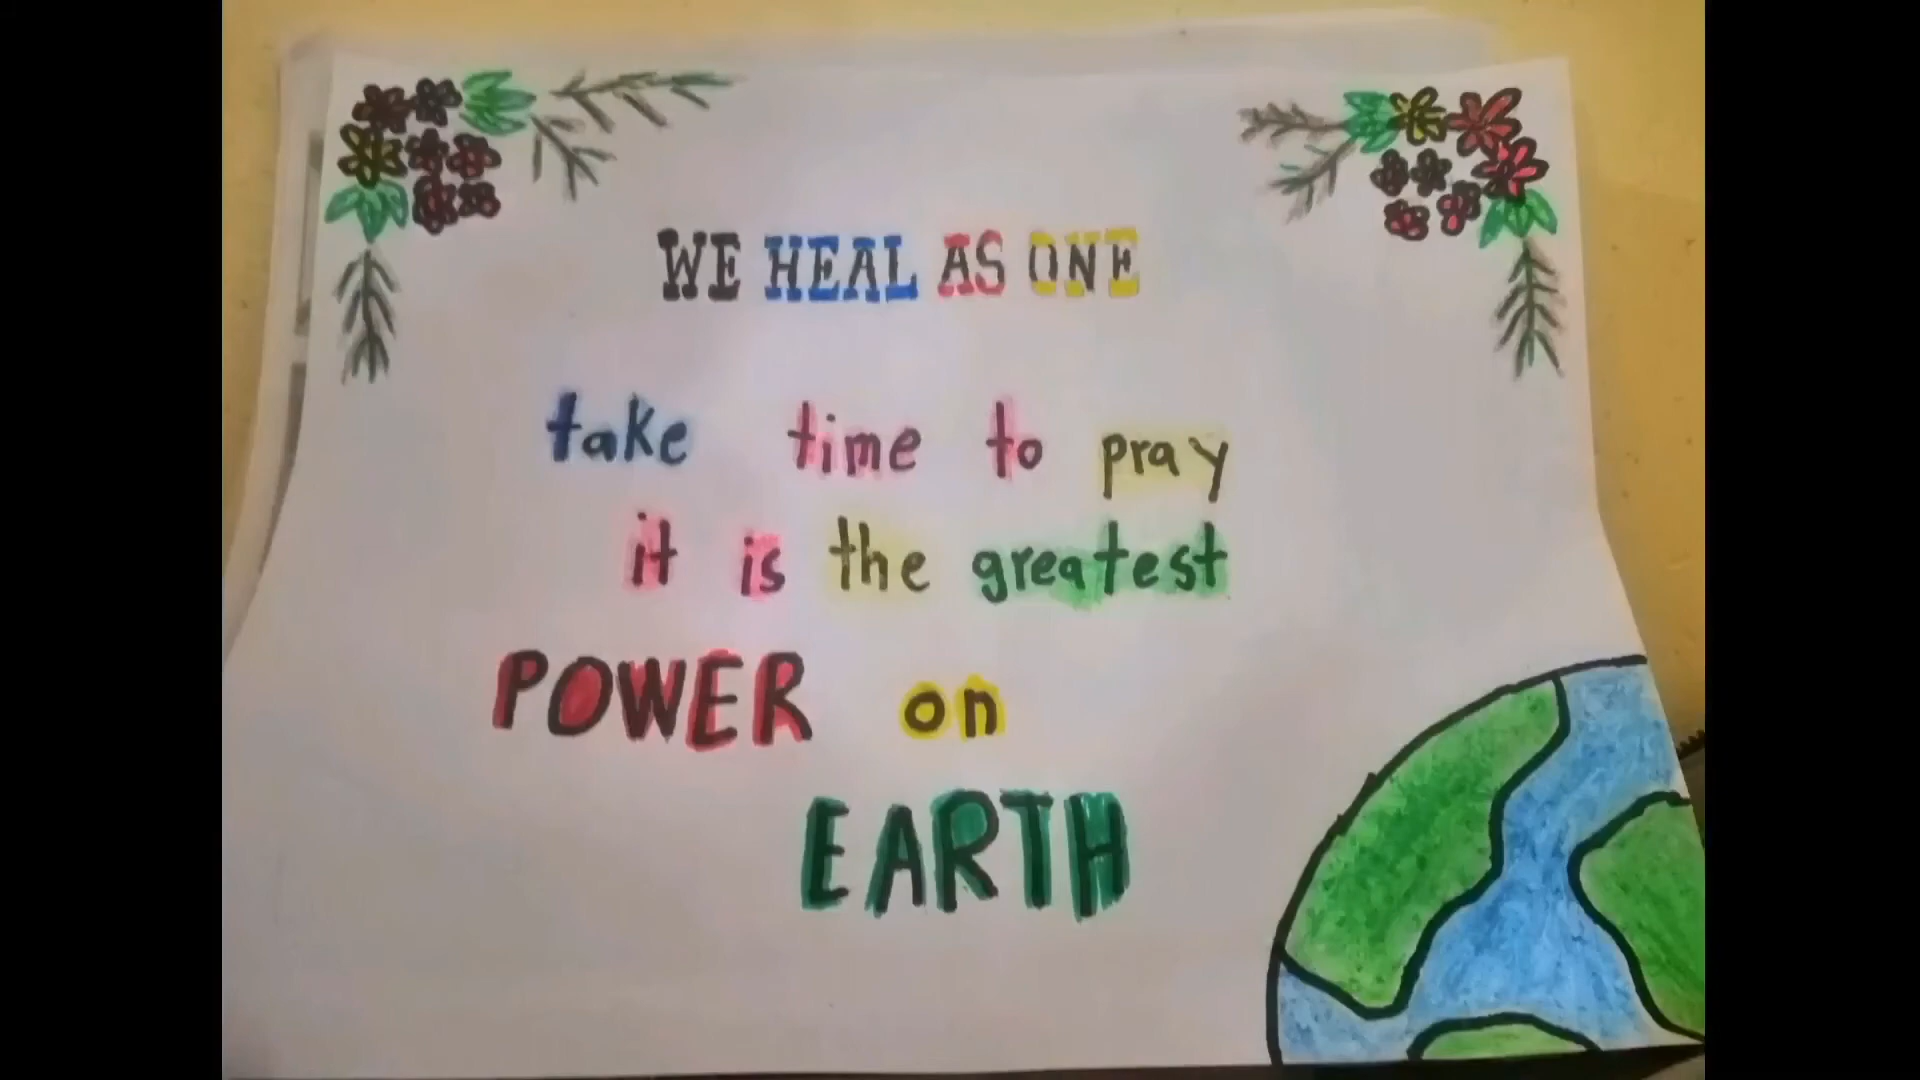 WE HEAL AS ONE
take time to pray
it is the greatest
POWER on
EARTH